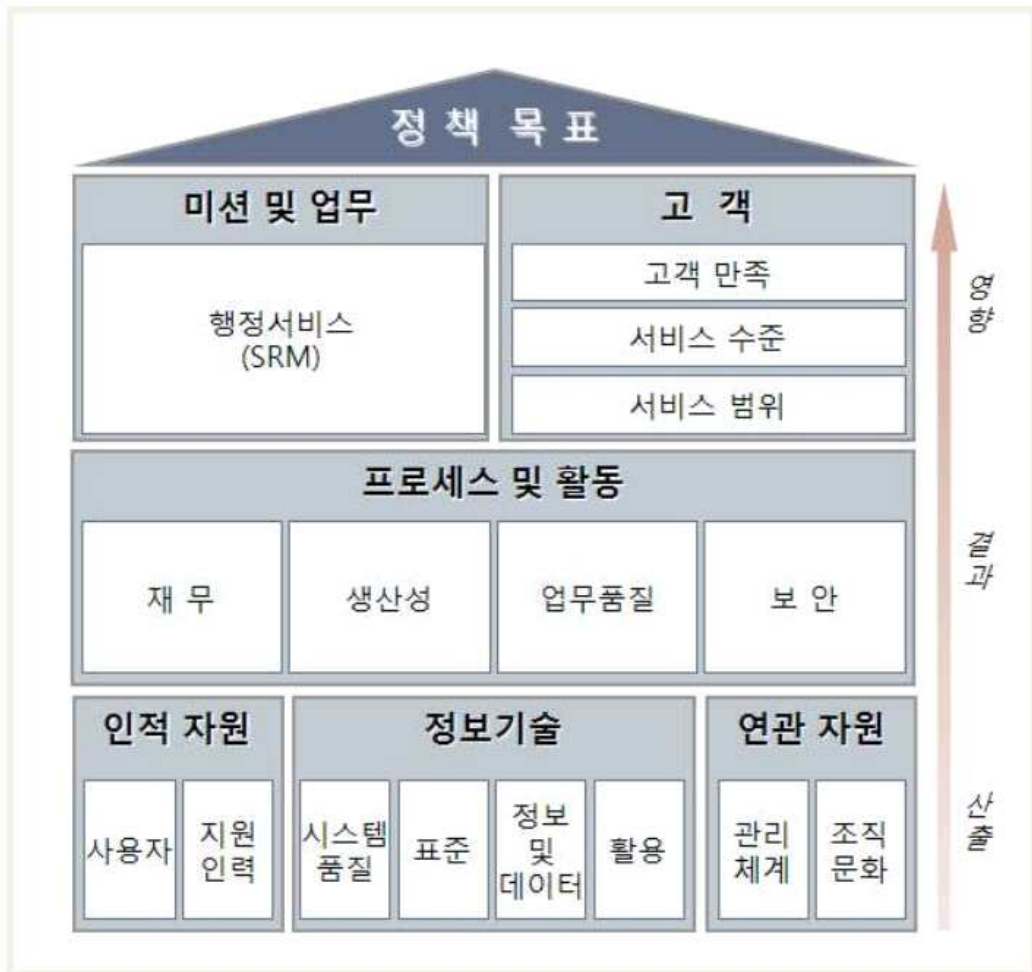 정 책 목 표
미션 및 업무
고 객
행정서비스
(SRM)
고객 만족
서비스 수준
서비스 범위
영
향
프로세스 및 활동
재 무
생산성
업무품질
보 안
결
과
인적 자원
정보기술
연관 자원
사용자
지원
인력
시스템
품질
표준
정보
및
데이터
활용
관리
체계
조직
문화
산
출